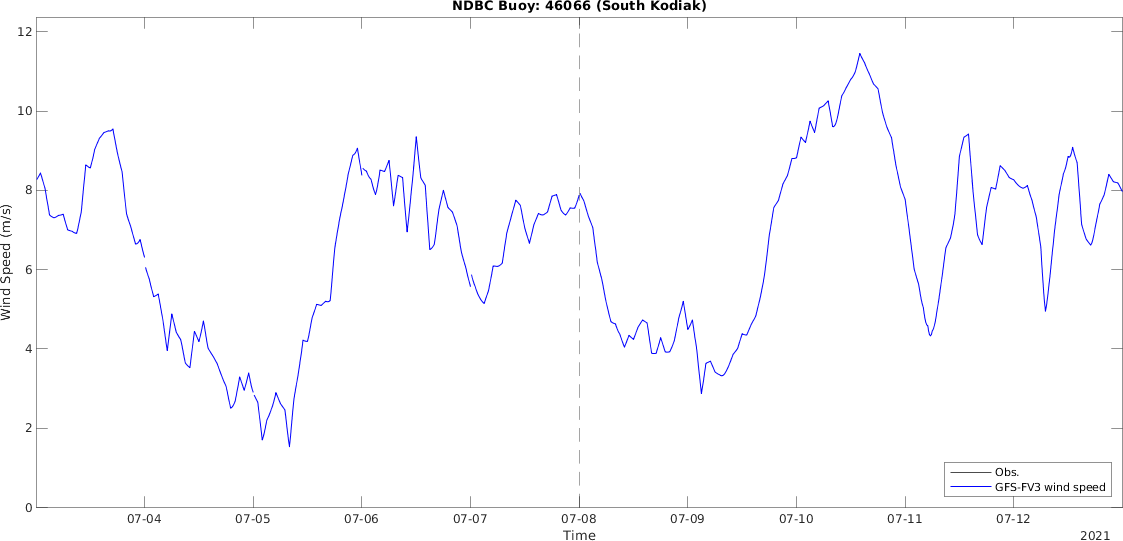 NDBC Buoy: 46066 (South Kodiak)
12
10
8
6
4
2
0
Wind Speed (m/s)
Obs.
GFS-FV3 wind speed
07-04 07-05 07-06 07-07 07-08 07-09 07-10 07-11 07-12
Time
2021